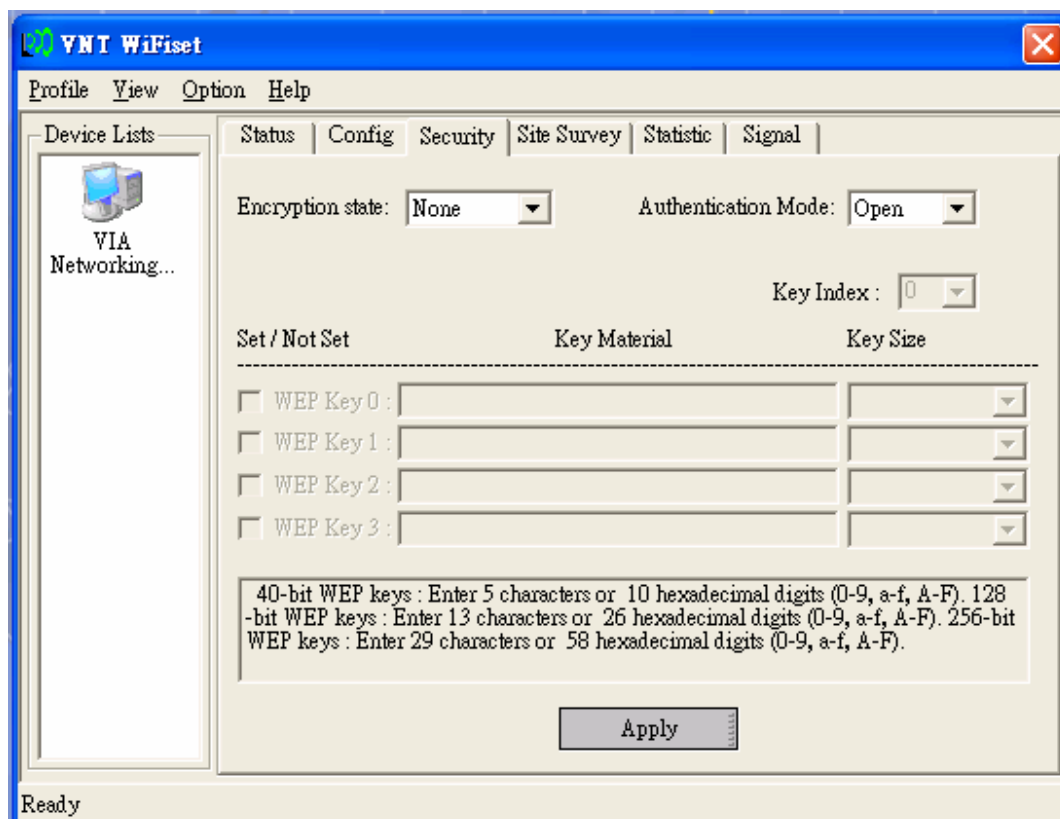 VNT WiFiset
Profile View Option Help
Device Lists
VIA
Networking...
Status Config Security Site Survey Statistic Signal
Encryption state: None Authentication Mode: Open
Key Index : 0
Set / Not Set Key Material Key Size
WEP Key 0 :
WEP Key 1 :
WEP Key 2 :
WEP Key 3 :
40-bit WEP keys : Enter 5 characters or 10 hexadecimal digits (0-9, a-f, A-F). 128
-bit WEP keys : Enter 13 characters or 26 hexadecimal digits (0-9, a-f, A-F). 256-bit
WEP keys : Enter 29 characters or 58 hexadecimal digits (0-9, a-f, A-F).
Apply
Ready